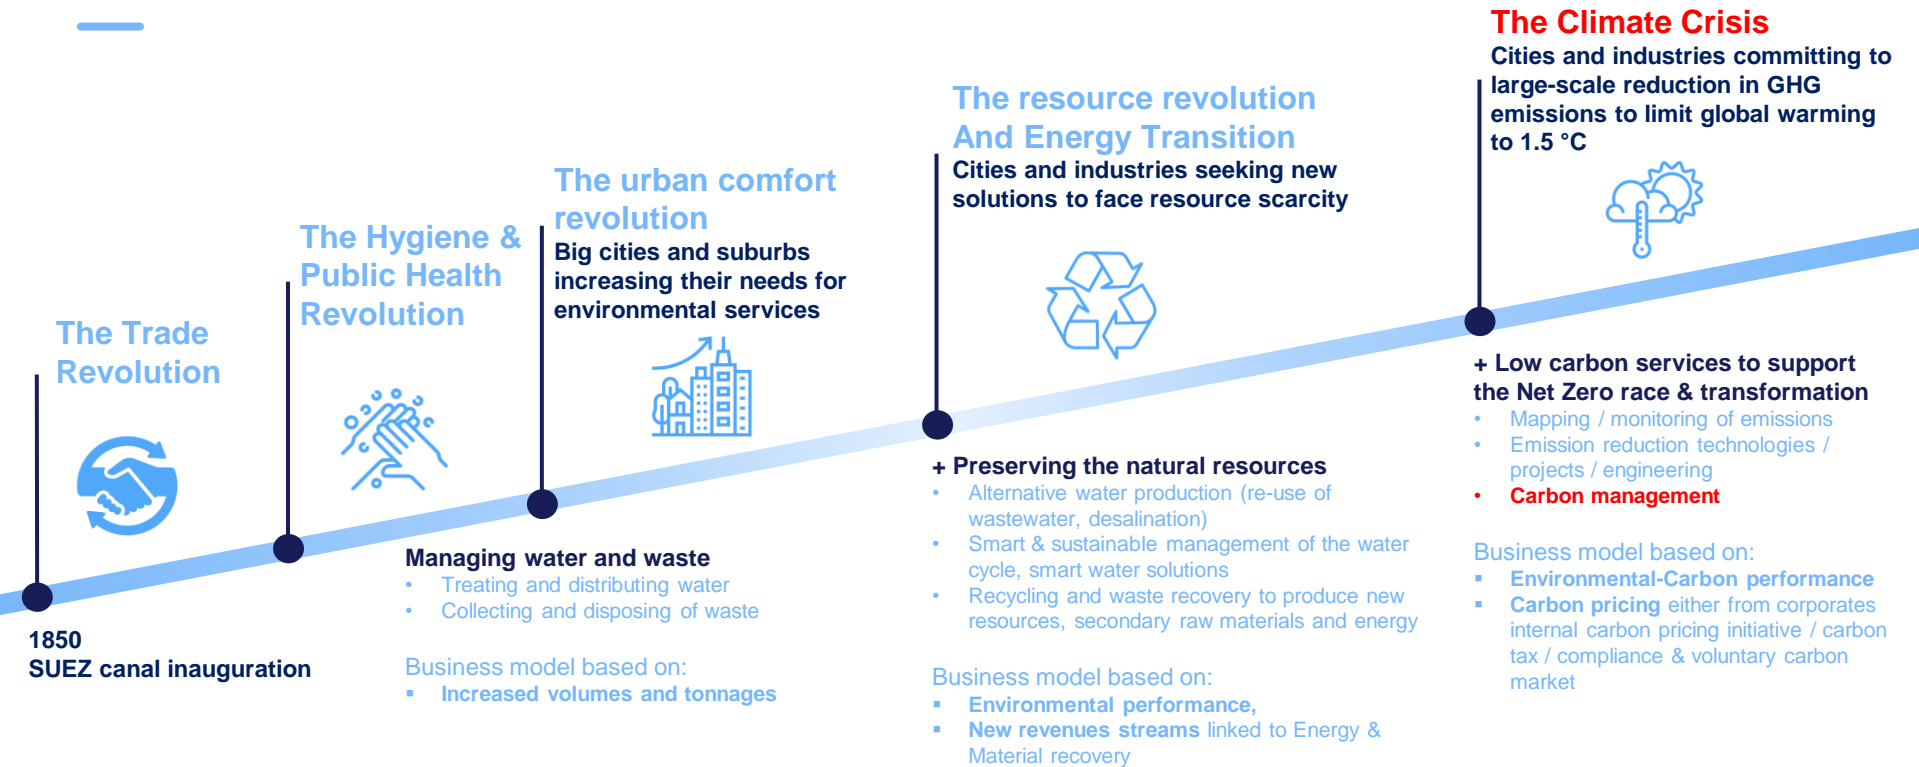 The Trade
Revolution
1850
SUEZ canal inauguration
The Hygiene &
Public Health
Revolution
The urban comfort
revolution
Big cities and suburbs
increasing their needs for
environmental services
Managing water and waste
• Treating and distributing water
• Collecting and disposing of waste
Business model based on:
▪ Increased volumes and tonnages
The resource revolution
And Energy Transition
Cities and industries seeking new
solutions to face resource scarcity
+ Preserving the natural resources
• Alternative water production (re-use of
wastewater, desalination)
• Smart & sustainable management of the water
cycle, smart water solutions
• Recycling and waste recovery to produce new
resources, secondary raw materials and energy
Business model based on:
▪ Environmental performance,
▪ New revenues streams linked to Energy &
Material recovery
The Climate Crisis
Cities and industries committing to
large-scale reduction in GHG
emissions to limit global warming
to 1.5 °C
+ Low carbon services to support
the Net Zero race & transformation
• Mapping / monitoring of emissions
• Emission reduction technologies /
projects / engineering
• Carbon management
Business model based on:
▪ Environmental-Carbon performance
▪ Carbon pricing either from corporates
internal carbon pricing initiative / carbon
tax / compliance & voluntary carbon
market